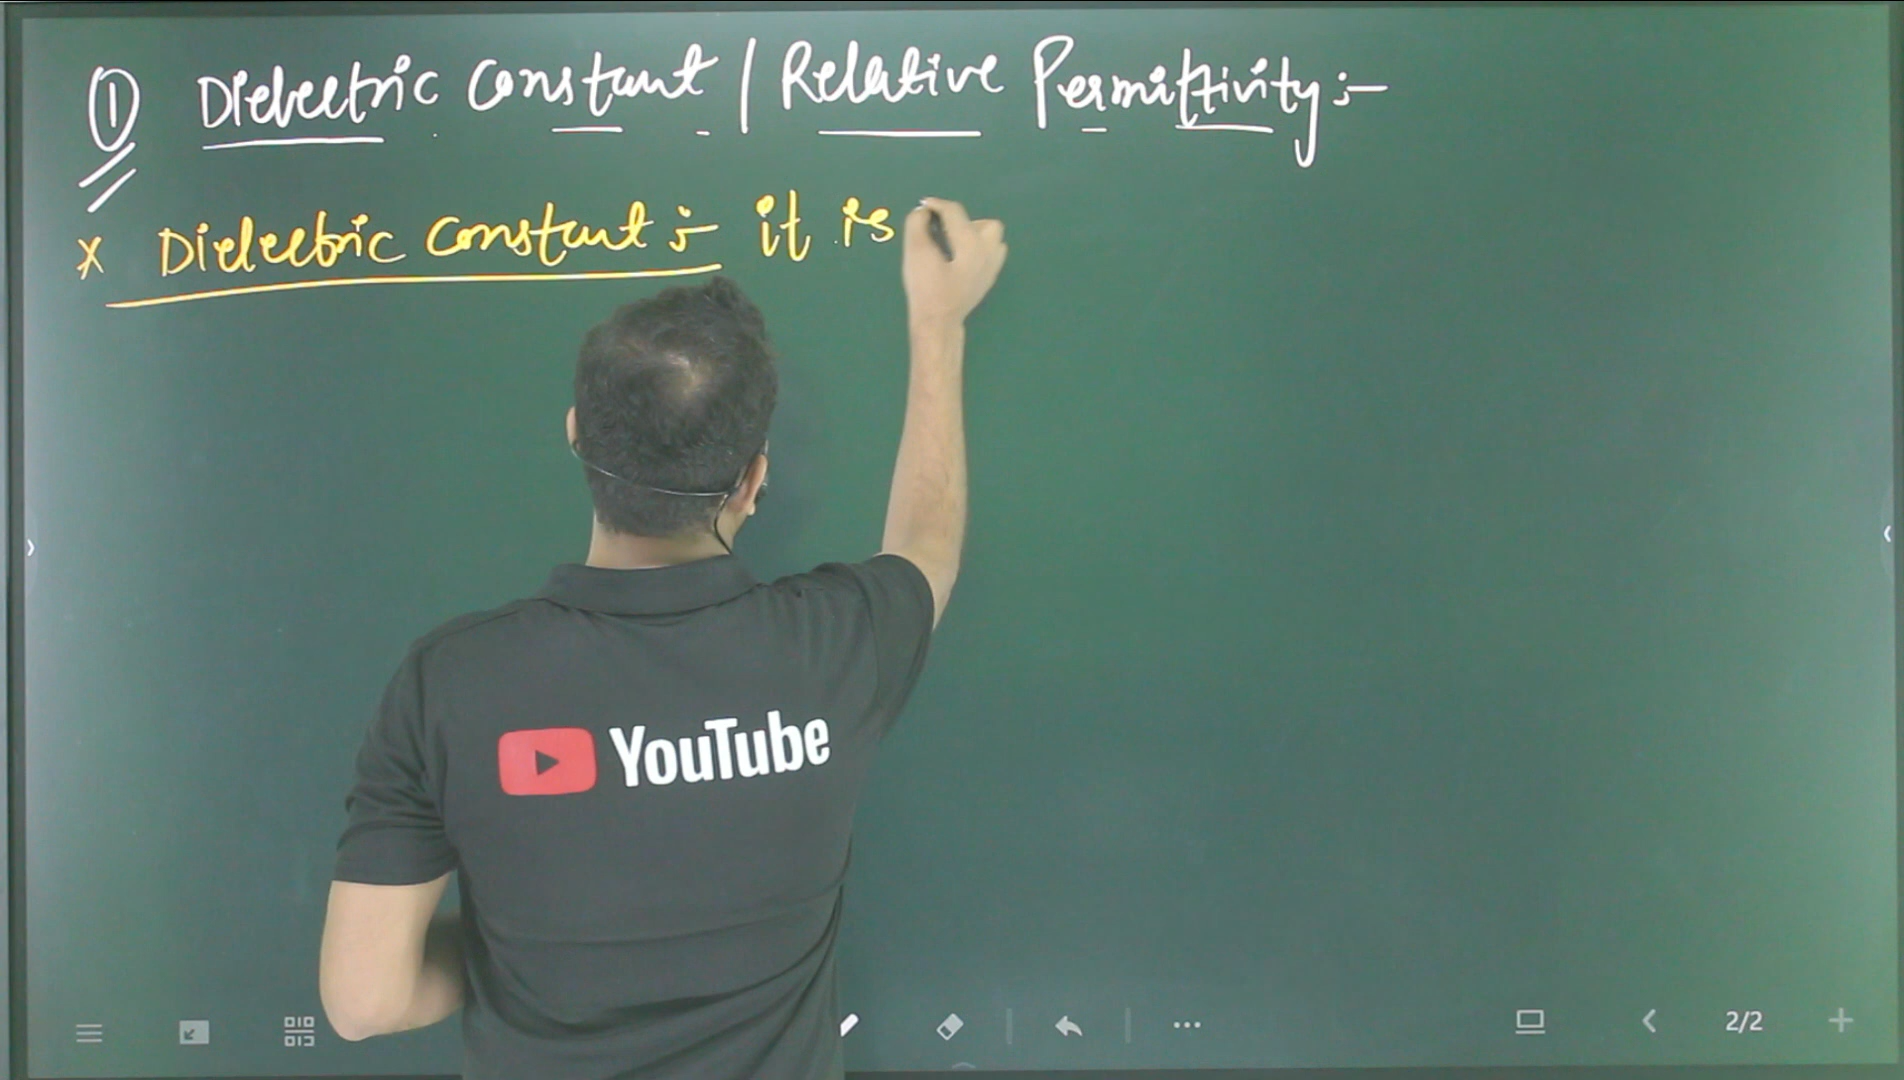 ① Dielectric Constant / Relative Permittivity :-
x Dielectric Constant :- it is
YouTube
2/2